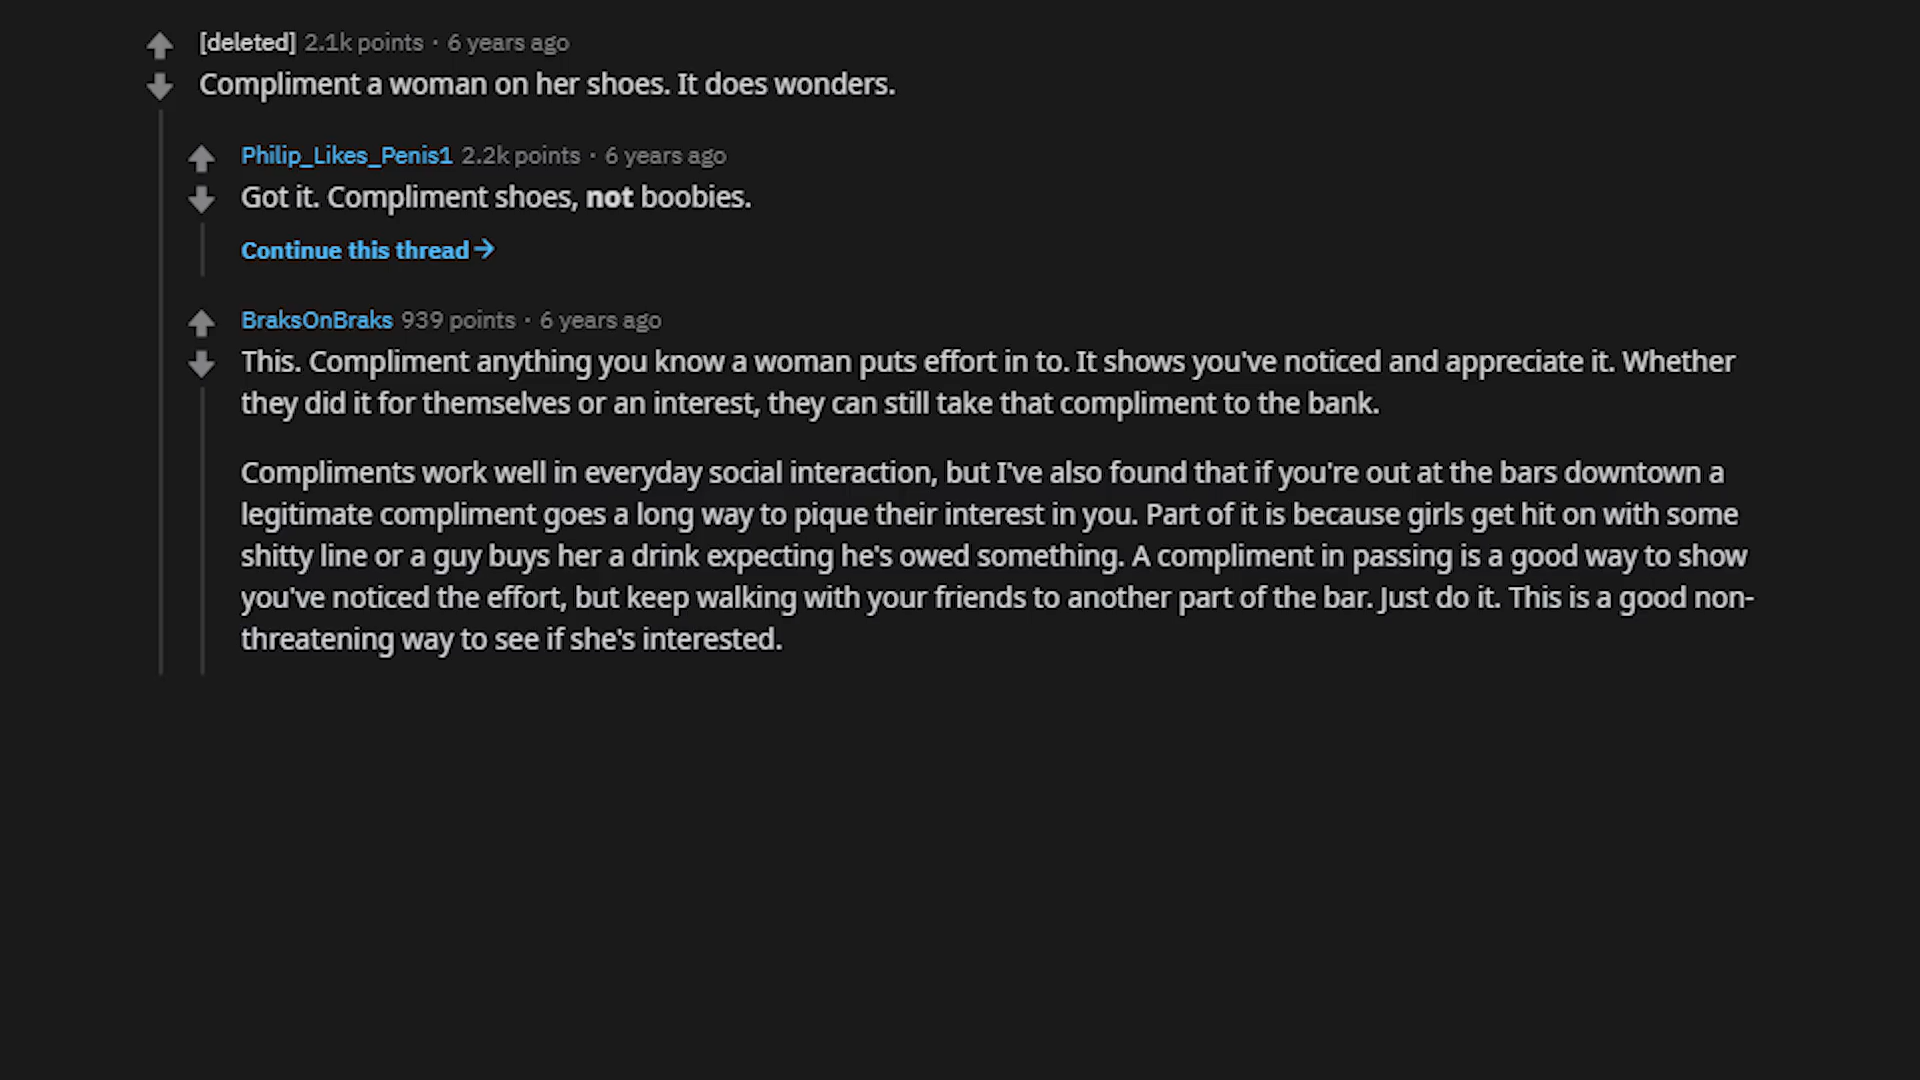 [deleted] 2.1k points · 6 years ago
Compliment a woman on her shoes. It does wonders.
Philip_Likes_Penis1 2.2k points · 6 years ago
Got it. Compliment shoes, not boobies.
Continue this thread →
BraksOnBraks 939 points · 6 years ago
This. Compliment anything you know a woman puts effort in to. It shows you've noticed and appreciate it. Whether
they did it for themselves or an interest, they can still take that compliment to the bank.
Compliments work well in everyday social interaction, but I've also found that if you're out at the bars downtown a
legitimate compliment goes a long way to pique their interest in you. Part of it is because girls get hit on with some
shitty line or a guy buys her a drink expecting he's owed something. A compliment in passing is a good way to show
you've noticed the effort, but keep walking with your friends to another part of the bar. Just do it. This is a good non-
threatening way to see if she's interested.